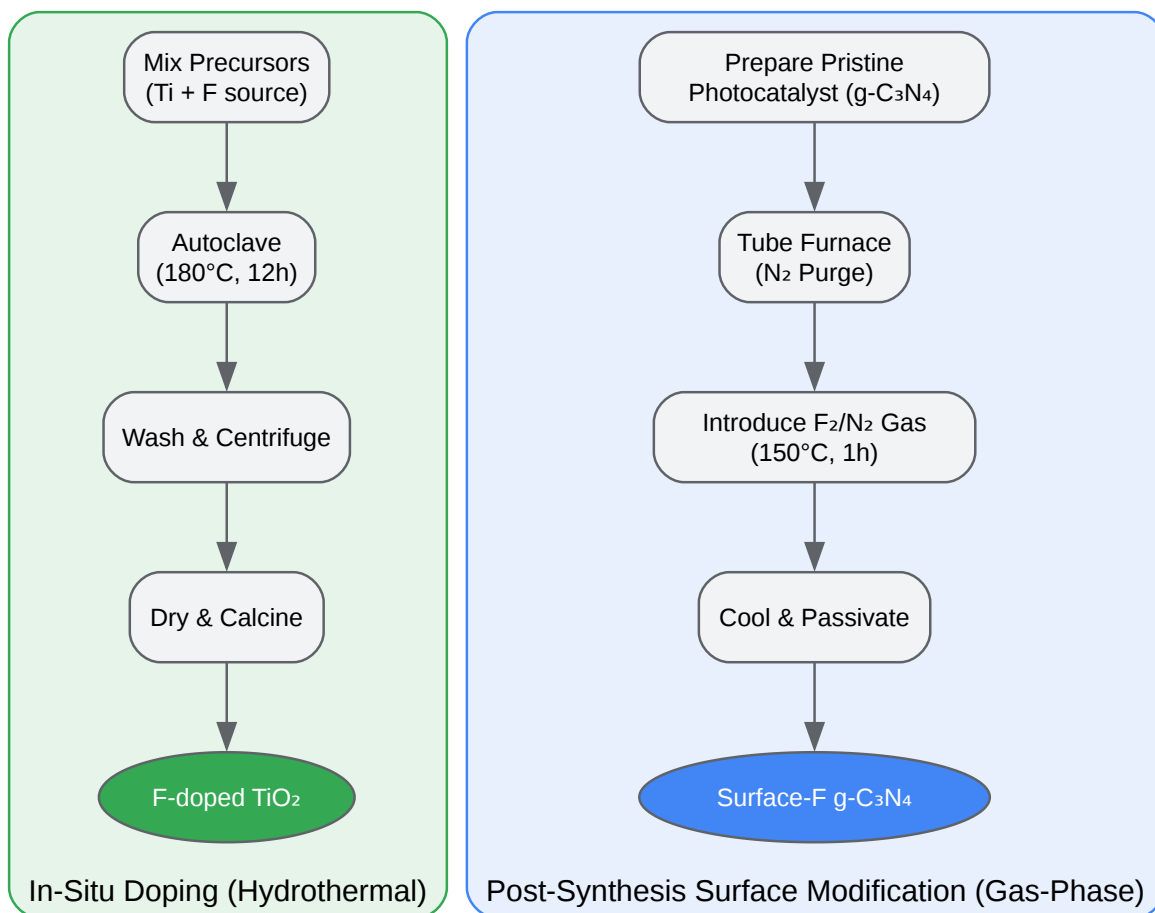 Mix Precursors
(Ti + F source)
Autoclave
(180°C, 12h)
Wash & Centrifuge
Dry & Calcine
F-doped TiO₂
In-Situ Doping (Hydrothermal)
Prepare Pristine
Photocatalyst (g-C₃N₄)
Tube Furnace
(N₂ Purge)
Introduce F₂/N₂ Gas
(150°C, 1h)
Cool & Passivate
Surface-F g-C₃N₄
Post-Synthesis Surface Modification (Gas-Phase)